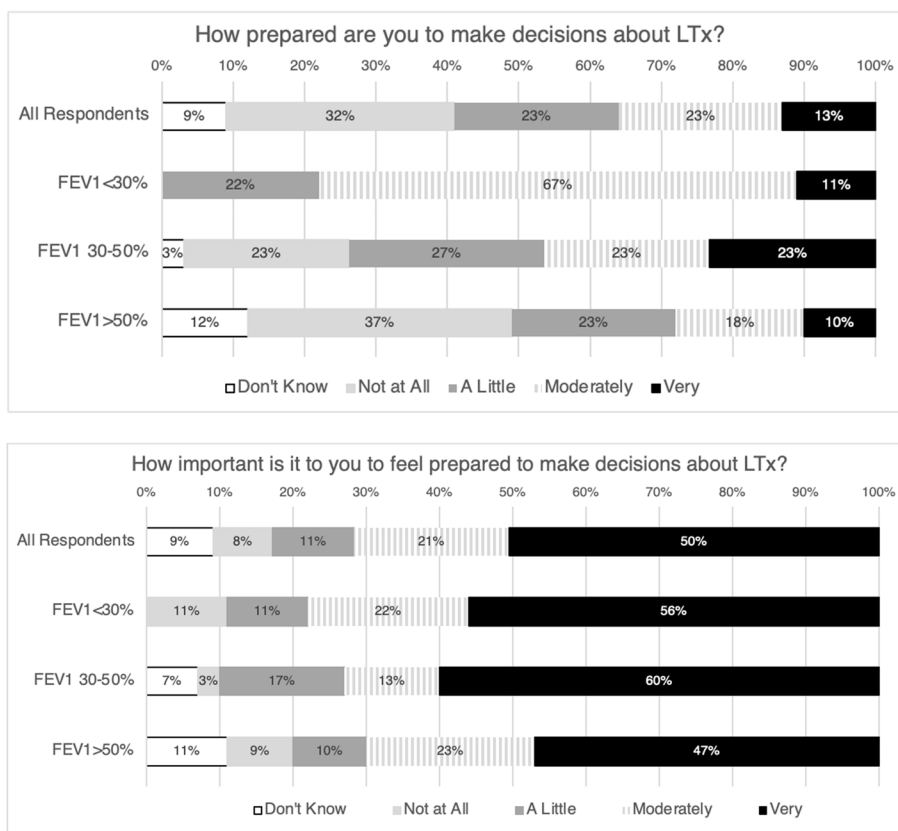 How prepared are you to make decisions about LTx?
0% 10% 20% 30% 40% 50% 60% 70% 80% 90% 100%
All Respondents 9% 32% 23% 23% 13%
FEV1<30% 22% 67% 11%
FEV1 30-50% 3% 23% 27% 23% 23%
FEV1>50% 12% 37% 23% 18% 10%
Don't Know Not at All A Little Moderately Very
How important is it to you to feel prepared to make decisions about LTx?
0% 10% 20% 30% 40% 50% 60% 70% 80% 90% 100%
All Respondents 9% 8% 11% 21% 50%
FEV1<30% 11% 11% 22% 56%
FEV1 30-50% 7% 3% 17% 13% 60%
FEV1>50% 11% 9% 10% 23% 47%
Don't Know Not at All A Little Moderately Very